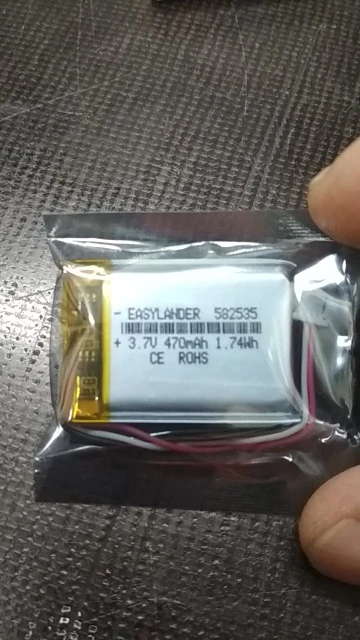 - EASYLANDER 582535
+ 3.7V 470mAh 1.74Wh
CE ROHS